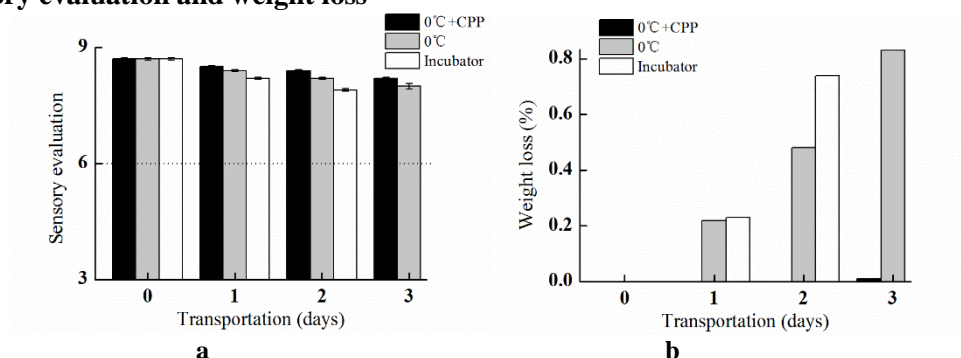 ory evaluation and weight loss
0℃+CPP
0℃
Incubator
9
6
3
Sensory evaluation
0 1 2 3
Transportation (days)
a
0℃+CPP
0℃
Incubator
0.8
0.6
0.4
0.2
0.0
Weight loss (%)
0 1 2 3
Transportation (days)
b